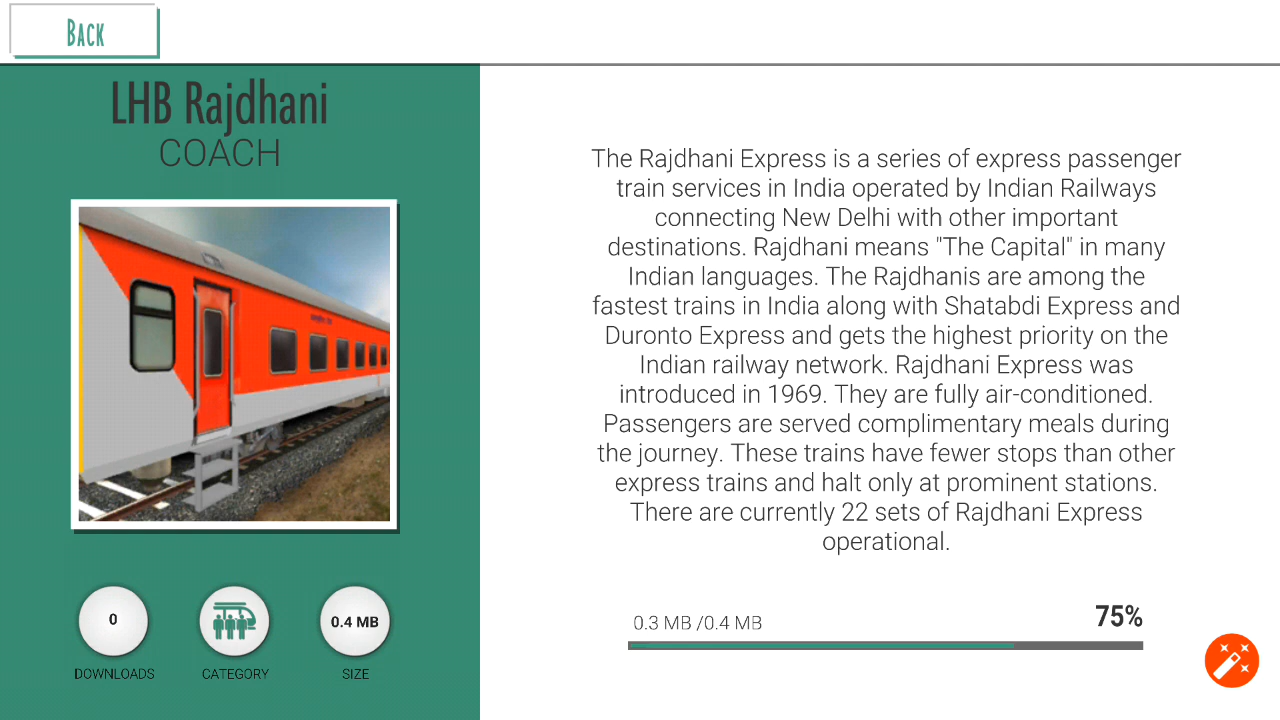 BACK
LHB Rajdhani
COACH
The Rajdhani Express is a series of express passenger
train services in India operated by Indian Railways
connecting New Delhi with other important
destinations. Rajdhani means "The Capital" in many
Indian languages. The Rajdhanis are among the
fastest trains in India along with Shatabdi Express and
Duronto Express and gets the highest priority on the
Indian railway network. Rajdhani Express was
introduced in 1969. They are fully air-conditioned.
Passengers are served complimentary meals during
the journey. These trains have fewer stops than other
express trains and halt only at prominent stations.
There are currently 22 sets of Rajdhani Express
operational.
0
DOWNLOADS
CATEGORY
0.4 MB
SIZE
0.3 MB /0.4 MB
75%